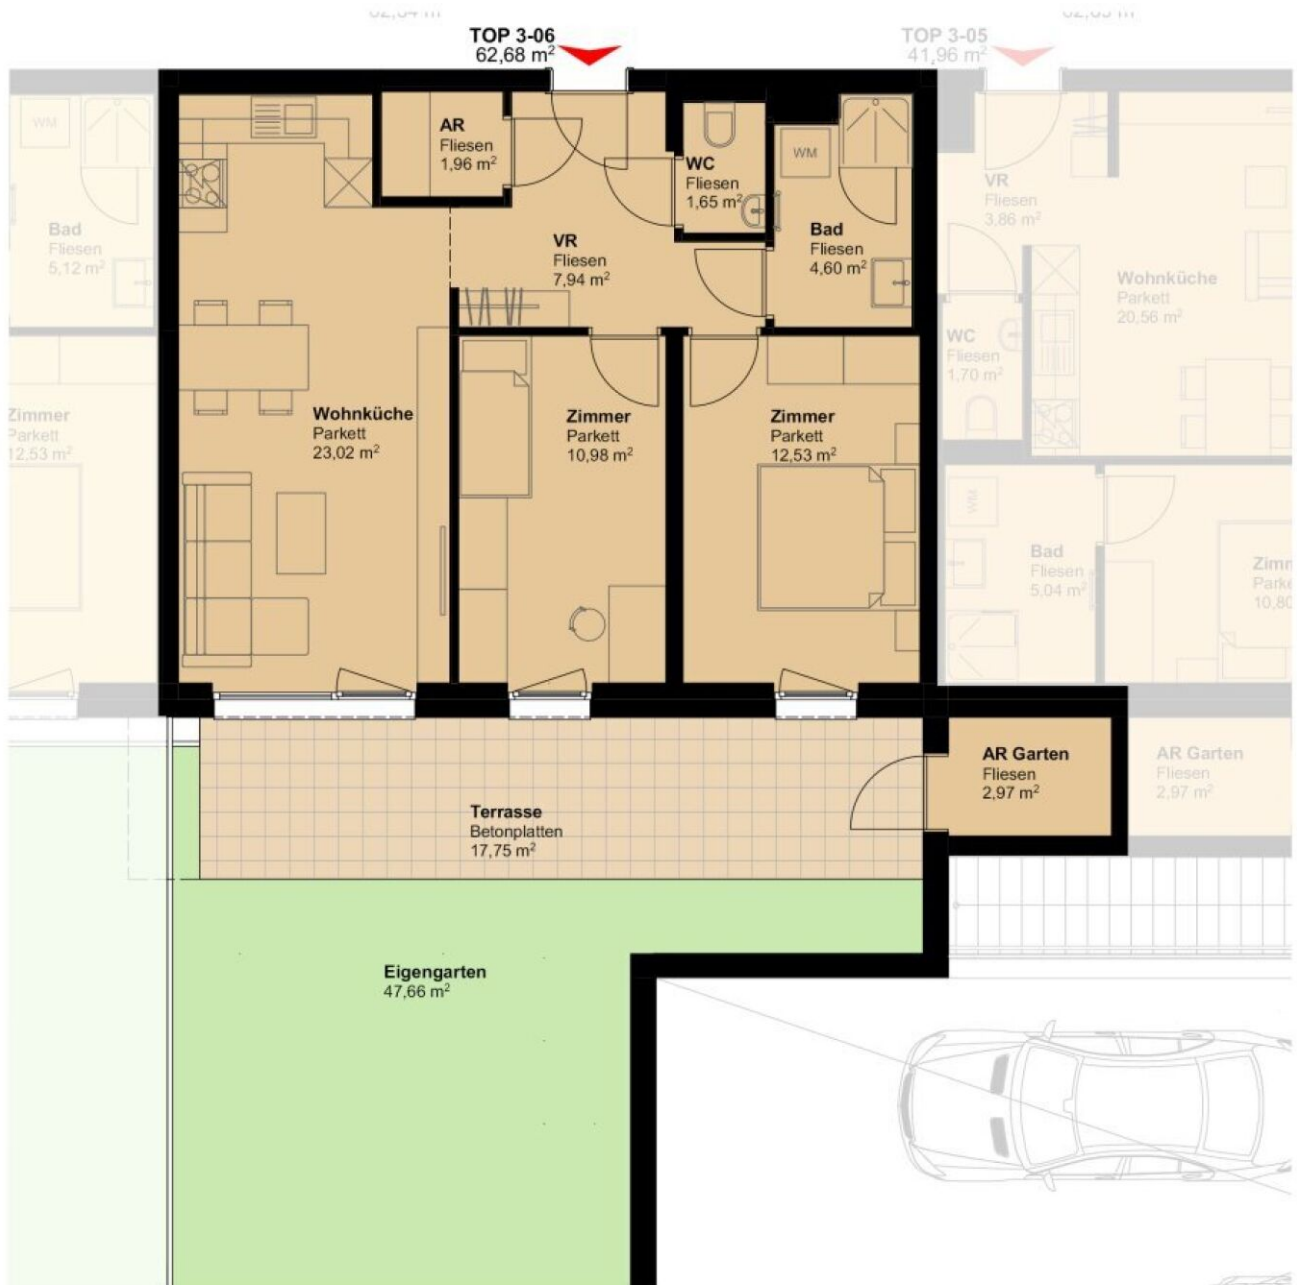 TOP 3-06
62,68 m²
TOP 3-05
41,96 m²
WM
Bad
Fliesen
5,12 m²
Zimmer
Parkett
12,53 m²
AR
Fliesen
1,96 m²
VR
Fliesen
7,94 m²
WC
Fliesen
1,65 m²
WM
Bad
Fliesen
4,60 m²
Wohnküche
Parkett
23,02 m²
Zimmer
Parkett
10,98 m²
Zimmer
Parkett
12,53 m²
VR
Fliesen
3,86 m²
Wohnküche
Parkett
20,56 m²
WC
Fliesen
1,70 m²
WM
Bad
Fliesen
5,04 m²
Zimm
Parke
10,80
Terrasse
Betonplatten
17,75 m²
AR Garten
Fliesen
2,97 m²
AR Garten
Fliesen
2,97 m²
Eigengarten
47,66 m²